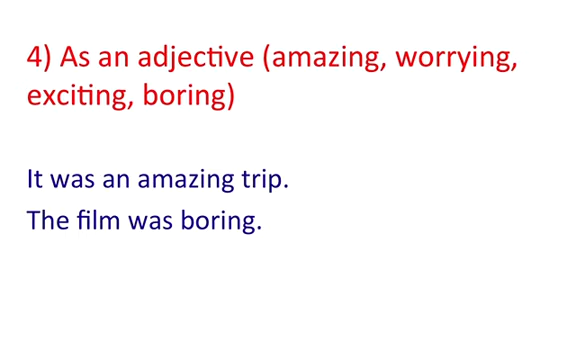 4) As an adjective (amazing, worrying,
exciting, boring)
It was an amazing trip.
The film was boring.